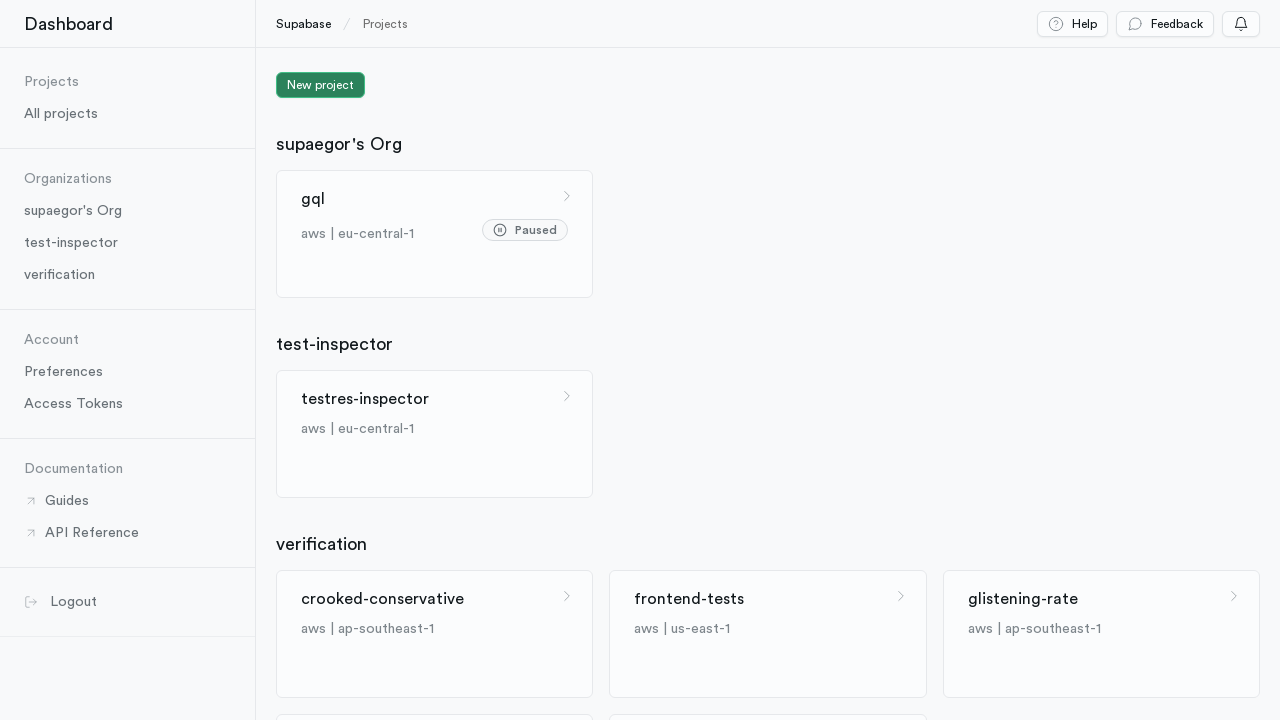 Dashboard
Supabase / Projects
Help
Feedback
Projects
All projects
Organizations
supaegor's Org
test-inspector
verification
Account
Preferences
Access Tokens
Documentation
Guides
API Reference
Logout
New project
supaegor's Org
gql
aws | eu-central-1
Paused
test-inspector
testres-inspector
aws | eu-central-1
verification
crooked-conservative
aws | ap-southeast-1
frontend-tests
aws | us-east-1
glistening-rate
aws | ap-southeast-1